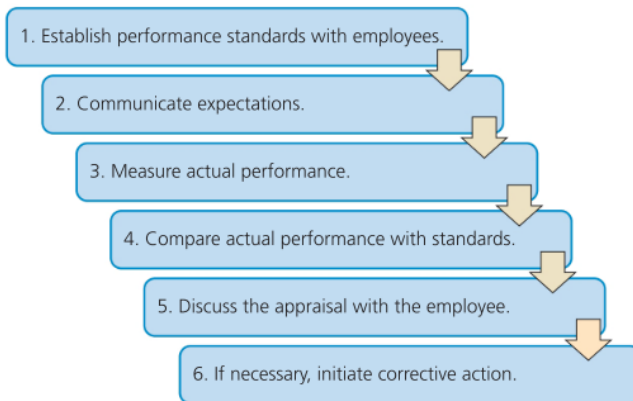 1. Establish performance standards with employees.
2. Communicate expectations.
3. Measure actual performance.
4. Compare actual performance with standards.
5. Discuss the appraisal with the employee.
6. If necessary, initiate corrective action.